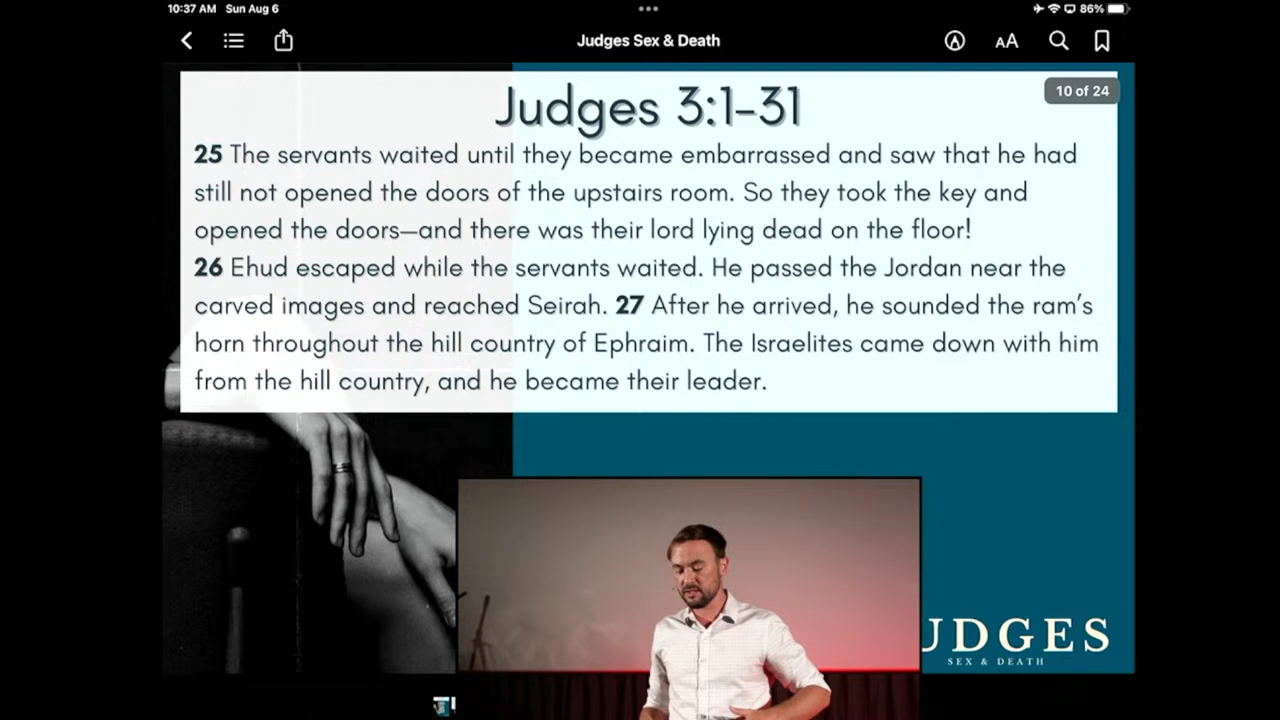 10:37 AM Sun Aug 6
86%
Judges Sex & Death
AA
10 of 24
Judges 3:1–31
25 The servants waited until they became embarrassed and saw that he had
still not opened the doors of the upstairs room. So they took the key and
opened the doors—and there was their lord lying dead on the floor!
26 Ehud escaped while the servants waited. He passed the Jordan near the
carved images and reached Seirah. 27 After he arrived, he sounded the ram's
horn throughout the hill country of Ephraim. The Israelites came down with him
from the hill country, and he became their leader.
UDGES
SEX & DEATH